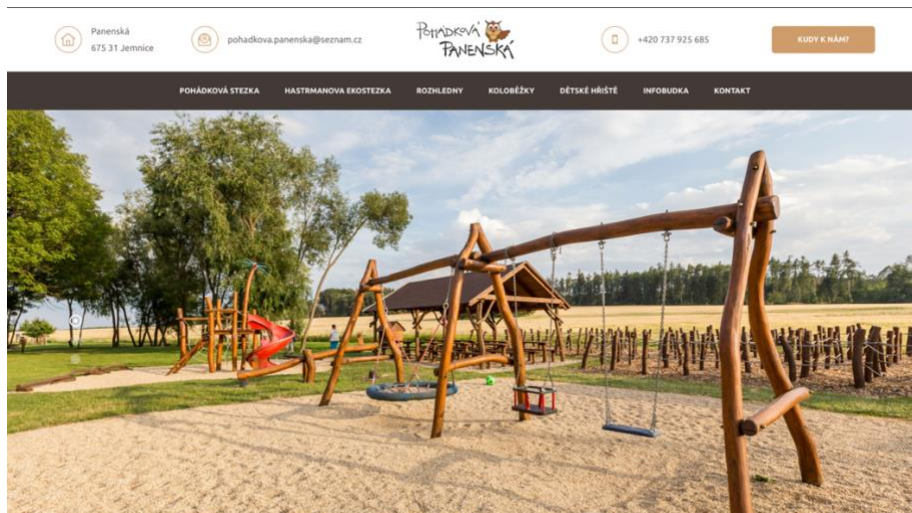 Panenská
675 31 Jemnice
pohadkova.panenska@seznam.cz
POHÁDKOVÁ
PANENSKÁ
+420 737 925 685
KUDY K NÁM?
POHÁDKOVÁ STEZKA HASTRMANOVA EKOSTEZKA ROZHLEDNY KOLOBĚŽKY DĚTSKÉ HŘIŠTĚ INFOBUDKA KONTAKT